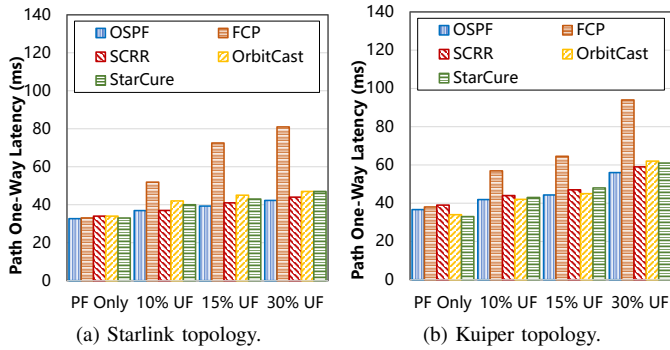 Path One-Way Latency (ms)
140
120
100
80
60
40
20
0
OSPF
FCP
SCRR
OrbitCast
StarCure
PF Only
10% UF
15% UF
30% UF
(a) Starlink topology.
Path One-Way Latency (ms)
140
120
100
80
60
40
20
0
OSPF
FCP
SCRR
OrbitCast
StarCure
PF Only
10% UF
15% UF
30% UF
(b) Kuiper topology.